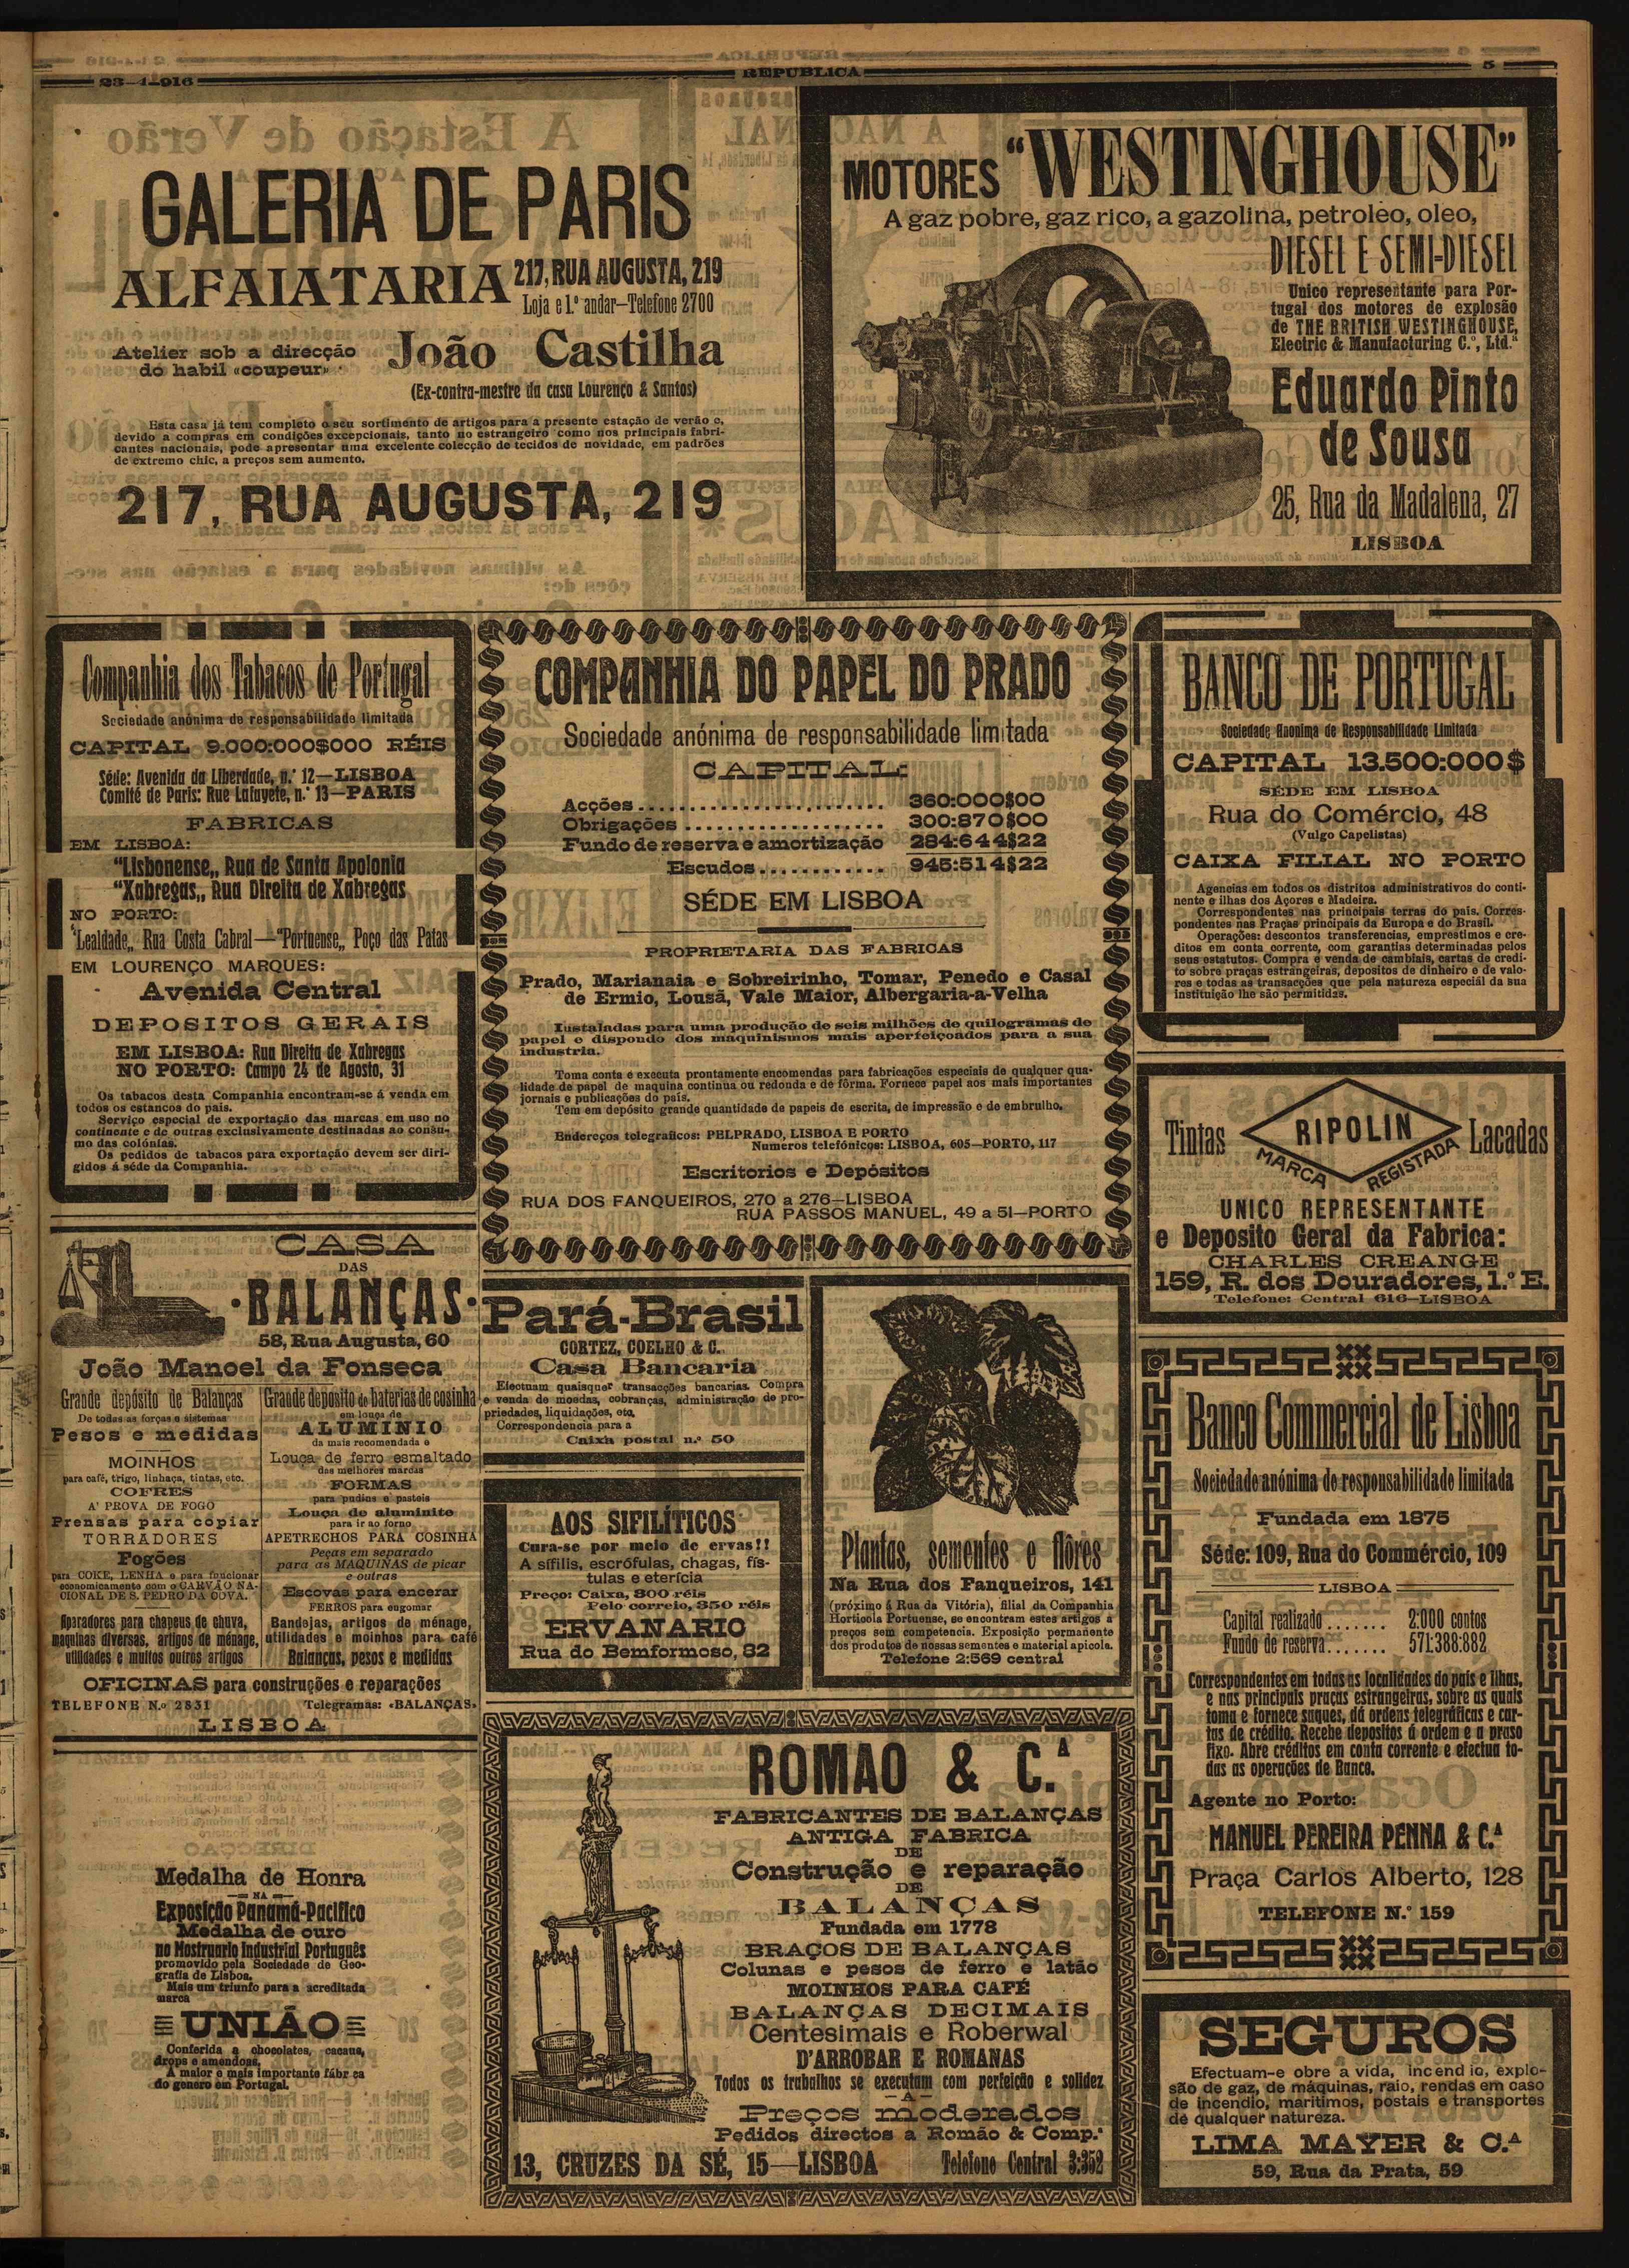 23-4-916
REPUBLICA
5
GALERIA DE PARIS
ALFAIATARIA
217, RUA AUGUSTA, 219
Loja e 1.º andar—Telefone 2700
Atelier sob a direcção
do habil «coupeur»
João Castilha
(Ex-contra-mestre da casa Lourenço & Santos)
Esta casa já tem completo o seu sortimento de artigos para a presente estação de verão e,
devido a compras em condições excepcionais, tanto no estrangeiro como nos principais fabri-
cantes nacionais, pode apresentar uma excelente colecção de tecidos de novidade, em padrões
de extremo chic, a preços sem aumento.
217, RUA AUGUSTA, 219
MOTORES "WESTINGHOUSE"
A gaz pobre, gaz rico, a gazolina, petroleo, oleo,
DIESEL E SEMI-DIESEL
Unico representante para Por-
tugal dos motores de explosão
de THE BRITISH WESTINGHOUSE,
Electric & Manufacturing C.º, Ltd.ª
Eduardo Pinto
de Sousa
25, Rua da Madalena, 27
LISBOA
Companhia dos Tabacos de Portugal
Sociedade anónima de responsabilidade limitada
CAPITAL 9.000:000$000 RÉIS
Séde: Avenida da Liberdade, n.º 12—LISBOA
Comité de Paris: Rue Lafayete, n.º 13—PARIS
FABRICAS
EM LISBOA:
"Lisbonense,, Rua de Santa Apolonia
"Xabregas,, Rua Direita de Xabregas
NO PORTO:
"Lealdade,, Rua Costa Cabral—"Portuense,, Poço das Patas
EM LOURENÇO MARQUES:
Avenida Central
DEPOSITOS GERAIS
EM LISBOA: Rua Direita de Xabregas
NO PORTO: Campo 24 de Agosto, 31
Os tabacos desta Companhia encontram-se á venda em
todos os estancos do país.
Serviço especial de exportação das marcas em uso no
continente e de outras exclusivamente destinadas ao consu-
mo das colónias.
Os pedidos de tabacos para exportação devem ser diri-
gidos á séde da Companhia.
COMPANHIA DO PAPEL DO PRADO
Sociedade anónima de responsabilidade limitada
CAPITAL:
Acções........................ 360:000$00
Obrigações................... 300:870$00
Fundo de reserva e amortização 284:644$22
Escudos............ 945:514$22
SÉDE EM LISBOA
PROPRIETARIA DAS FABRICAS
Prado, Marianaia e Sobreirinho, Tomar, Penedo e Casal
de Ermio, Lousã, Vale Maior, Albergaria-a-Velha
Instaladas para uma produção de seis milhões de quilogramas de
papel e dispondo dos maquinismos mais aperfeiçoados para a sua
industria.
Toma conta e executa prontamente encomendas para fabricações especiais de qualquer qua-
lidade de papel de maquina continua ou redonda e de fôrma. Fornece papel aos mais importantes
jornais e publicações do país.
Tem em depósito grande quantidade de papeis de escrita, de impressão e de embrulho.
Endereços telegraficos: PELPRADO, LISBOA E PORTO
Numeros telefónicos: LISBOA, 605—PORTO, 117
Escritorios e Depósitos
RUA DOS FANQUEIROS, 270 a 276—LISBOA
RUA PASSOS MANUEL, 49 a 51—PORTO
BANCO DE PORTUGAL
Sociedade Anonima de Responsabilidade Limitada
CAPITAL 13.500:000$
SÉDE EM LISBOA
Rua do Comércio, 48
(Vulgo Capelistas)
CAIXA FILIAL NO PORTO
Agencias em todos os distritos administrativos do conti-
nente e ilhas dos Açores e Madeira.
Correspondentes nas principais terras do país. Corres-
pondentes nas Praças principais da Europa e do Brasil.
Operações: descontos transferencias, emprestimos e cre-
ditos em conta corrente, com garantias determinadas pelos
seus estatutos. Compra e venda de cambiais, cartas de credi-
to sobre praças estrangeiras, depositos de dinheiro e de valo-
res e todas as transacções que pela natureza especial da sua
instituição lhe são permitidas.
Tintas RIPOLIN Lacadas
MARCA REGISTADA
UNICO REPRESENTANTE
e Deposito Geral da Fabrica:
CHARLES CREANGE
159, R. dos Douradores, 1.º E.
Telefone: Central 616—LISBOA
CASA
DAS
BALANÇAS
58, Rua Augusta, 60
João Manoel da Fonseca
Grande depósito de Balanças
De todas as forças e sistemas
Pesos e medidas
MOINHOS
para café, trigo, linhaça, tintas, etc.
COFRES
A' PROVA DE FOGO
Prensas para copiar
TORRADORES
Fogões
para COKE, LENHA e para funcionar
economicamente com o CARVÃO NA-
CIONAL DE S. PEDRO DA COVA.
Aparadores para chapeus de chuva,
maquinas diversas, artigos de ménage,
utilidades e muitos outros artigos
Grande deposito de baterias de cosinha
em louça de
ALUMINIO
da mais recomendada e
Louça de ferro esmaltado
das melhores marcas
FORMAS
para pudins e pasteis
Louça de aluminite
para ir ao forno
APETRECHOS PARA COSINHA
Peças em separado
para as MAQUINAS de picar
e outras
Escovas para encerar
FERROS para engomar
Bandejas, artigos de ménage,
utilidades e moinhos para café
Balanças, pesos e medidas
OFICINAS para construções e reparações
TELEFONE N.º 2831 Telegramas: «BALANÇAS»
LISBOA
Pará-Brasil
CORTEZ, COELHO & C.
Casa Bancaria
Efectuam quaisquer transacções bancarias. Compra
e venda de moedas, cobranças, administração de pro-
priedades, liquidações, etc.
Correspondencia para a
Caixa postal n.º 50
AOS SIFILÍTICOS
Cura-se por meio de ervas!!
A sífilis, escrófulas, chagas, fís-
tulas e eterícia
Preço: Caixa, 300 réis
Pelo correio, 350 réis
ERVANARIO
Rua do Bemformoso, 82
Plantas, sementes e flôres
Na Rua dos Fanqueiros, 141
(próximo á Rua da Vitória), filial da Companhia
Horticola Portuense, se encontram estes artigos a
preços sem competencia. Exposição permanente
dos produtos de nossas sementes e material apicola.
Telefone 2:569 central
Banco Commercial de Lisboa
Sociedade anónima de responsabilidade limitada
Fundada em 1875
Séde: 109, Rua do Commércio, 109
LISBOA
Capital realizado....... 2:000 contos
Fundo de reserva....... 571:388:882
Correspondentes em todas as localidades do país e ilhas,
e nas principais praças estrangeiras, sobre as quais
toma e fornece saques, dá ordens telegráficas e car-
tas de crédito. Recebe depositos á ordem e a praso
fixo. Abre créditos em conta corrente e efectua to-
das as operações de Banco.
Agente no Porto:
MANUEL PEREIRA PENNA & C.ª
Praça Carlos Alberto, 128
TELEFONE N.º 159
Medalha de Honra
NA
Exposição Panamá-Pacifico
Medalha de ouro
no Mostruario Industrial Português
promovido pela Sociedade de Geo-
grafia de Lisboa.
Mais um triunfo para a acreditada
marca
UNIÃO
Conferida a chocolates, cacaus,
drops e amendoas.
A maior e mais importante fábr ca
do genero em Portugal.
ROMAO & C.ª
FABRICANTES DE BALANÇAS
ANTIGA FABRICA
DE
Construção e reparação
DE
BALANÇAS
Fundada em 1778
BRAÇOS DE BALANÇAS
Colunas e pesos de ferro e latão
MOINHOS PARA CAFÉ
BALANÇAS DECIMAIS
Centesimais e Roberwal
D'ARROBAR E ROMANAS
Todos os trabalhos se executam com perfeição e solidez
—A—
Preços moderados
Pedidos directos a Romão & Comp.ª
13, CRUZES DA SÉ, 15—LISBOA Telefone Central 3:352
SEGUROS
Efectuam-e obre a vida, incendio, explo-
são de gaz, de máquinas, raio, rendas em caso
de incendio, maritimos, postais e transportes
de qualquer natureza.
LIMA MAYER & C.ª
59, Rua da Prata, 59